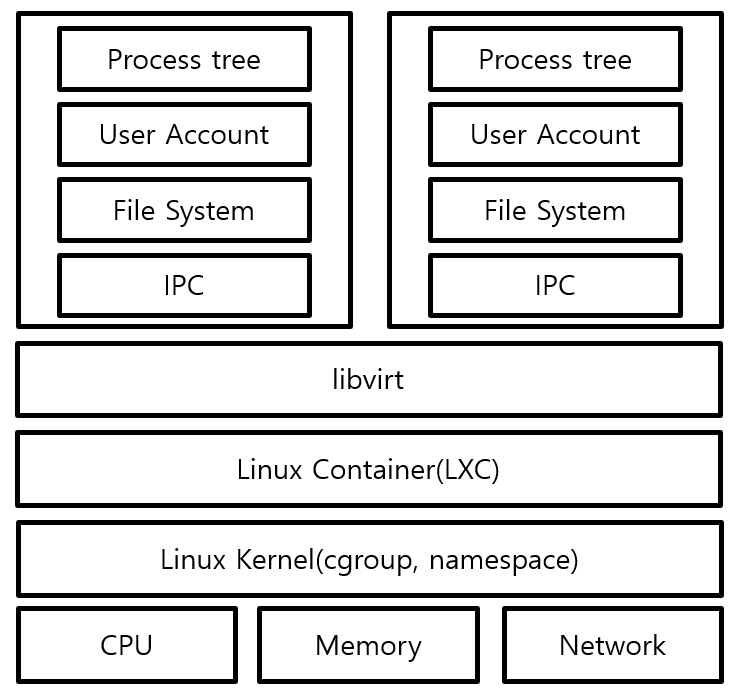 Process tree
User Account
File System
IPC
Process tree
User Account
File System
IPC
libvirt
Linux Container(LXC)
Linux Kernel(cgroup, namespace)
CPU
Memory
Network